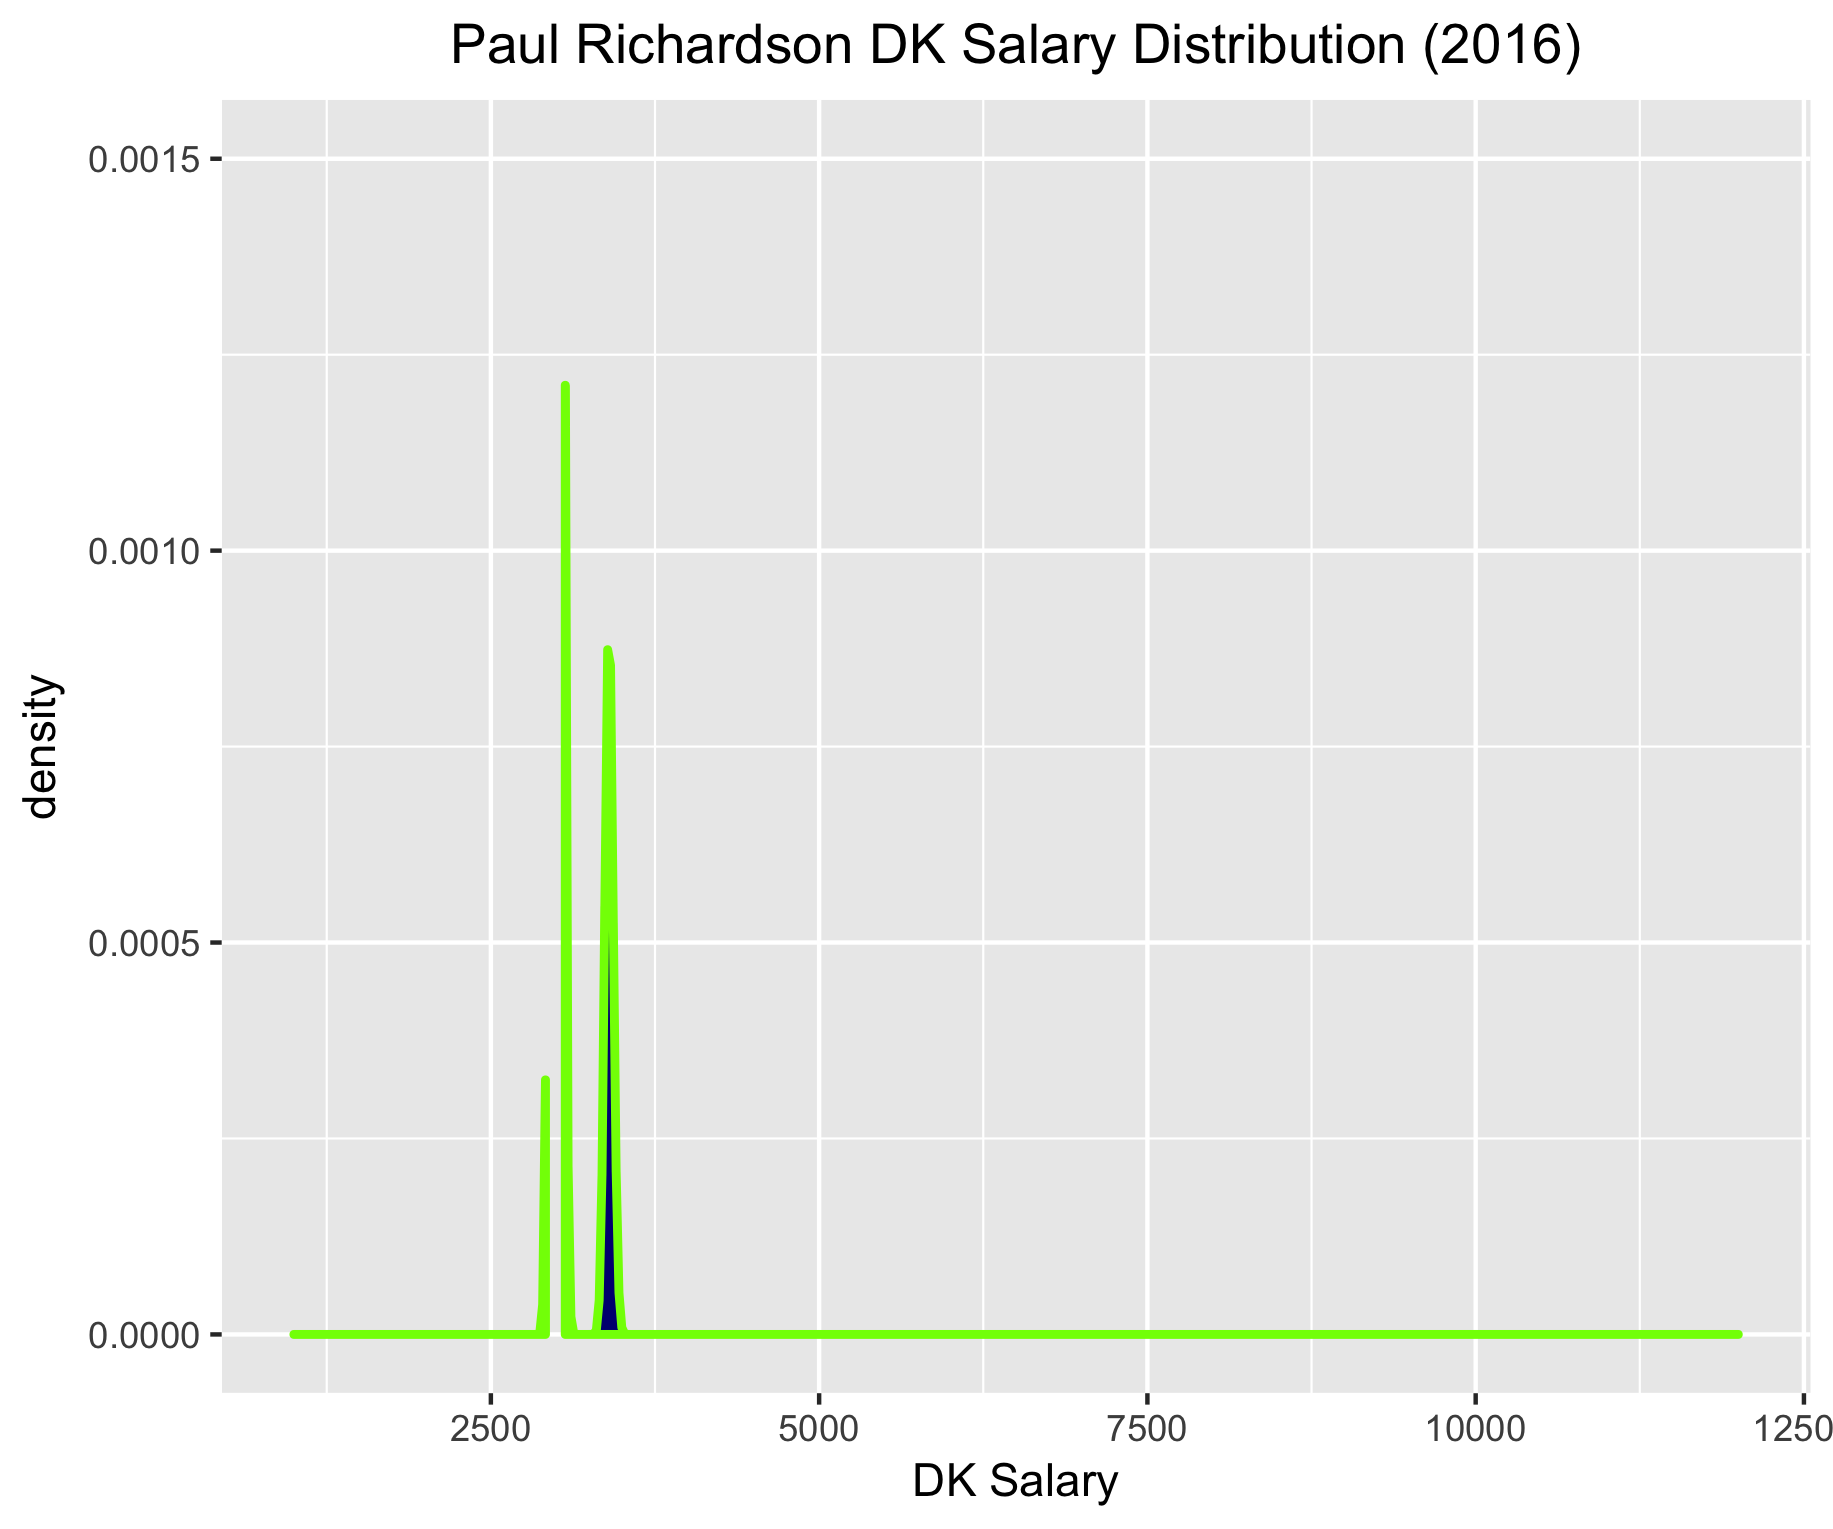 Paul Richardson DK Salary Distribution (2016)
0.0015
0.0010
0.0005
0.0000
density
2500 5000 7500 10000 1250
DK Salary